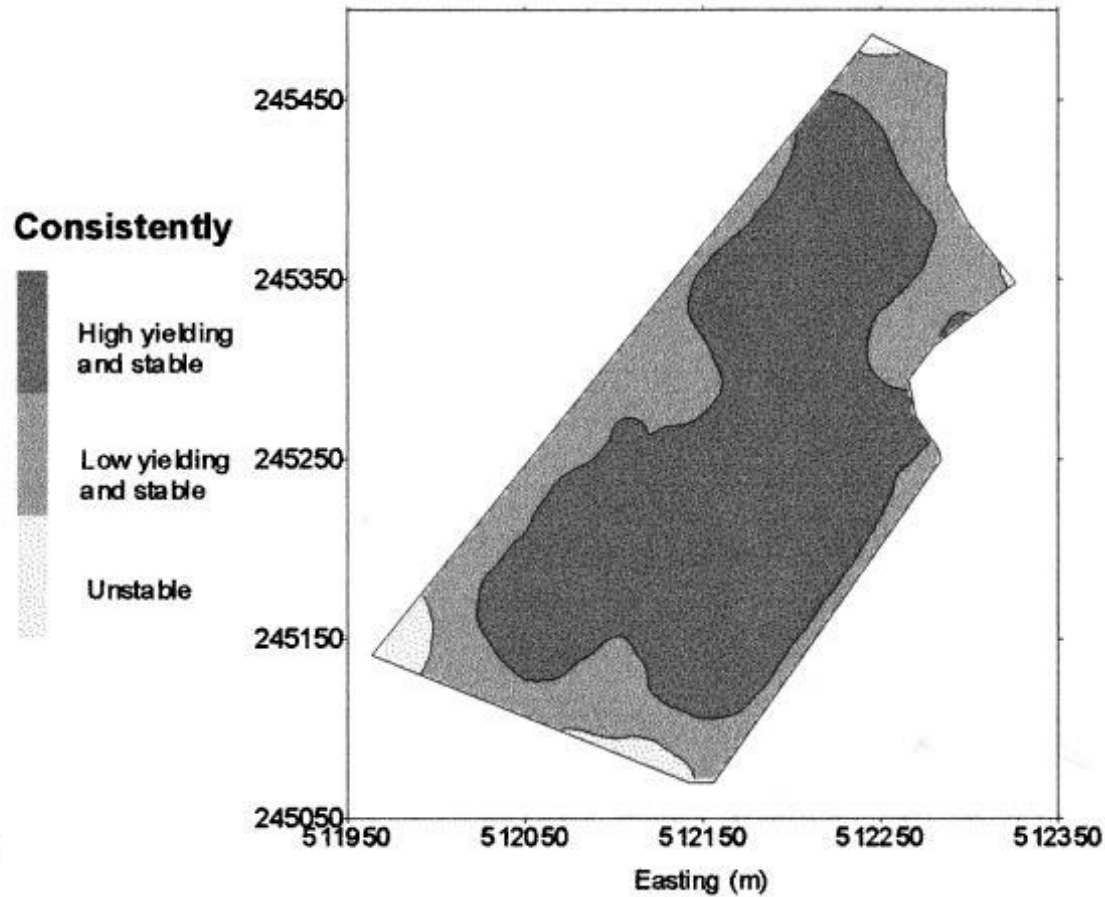 245450
Consistently
245350
High yielding
and stable
Low yielding
and stable
245250
Unstable
245150
245050
511950 512050 512150 512250 512350
Easting (m)